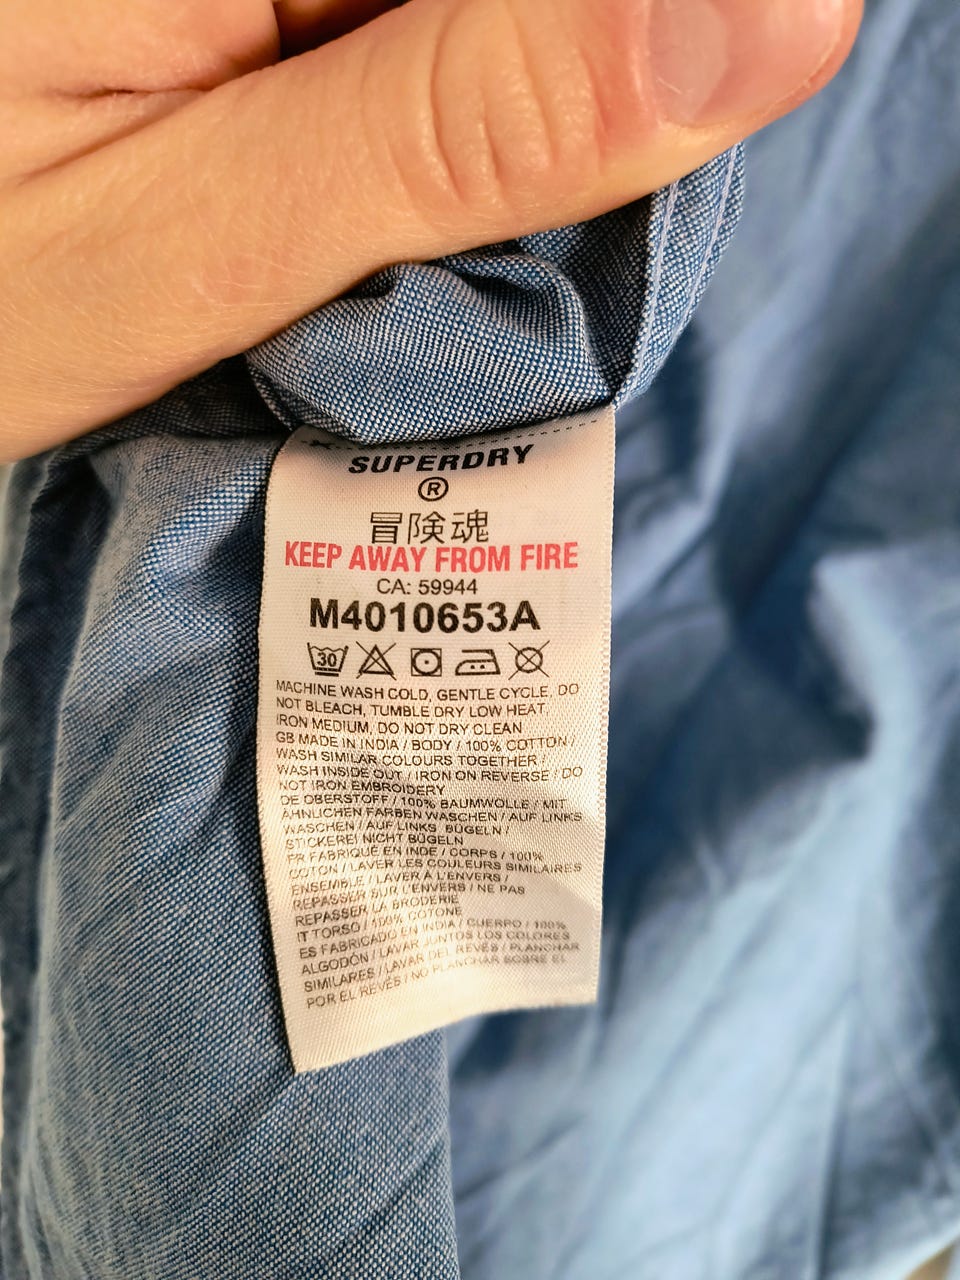 SUPERDRY
®
冒険魂
KEEP AWAY FROM FIRE
CA: 59944
M4010653A
30
MACHINE WASH COLD, GENTLE CYCLE, DO
NOT BLEACH, TUMBLE DRY LOW HEAT,
IRON MEDIUM, DO NOT DRY CLEAN
GB MADE IN INDIA / BODY / 100% COTTON /
WASH SIMILAR COLOURS TOGETHER /
WASH INSIDE OUT / IRON ON REVERSE / DO
NOT IRON EMBROIDERY
DE OBERSTOFF / 100% BAUMWOLLE / MIT
ÄHNLICHEN FARBEN WASCHEN / AUF LINKS
WASCHEN / AUF LINKS BÜGELN /
STICKEREI NICHT BÜGELN
FR FABRIQUÉ EN INDE / CORPS / 100%
COTON / LAVER LES COULEURS SIMILAIRES
ENSEMBLE / LAVER À L'ENVERS /
REPASSER SUR L'ENVERS / NE PAS
REPASSER LA BRODERIE
IT TORSO / 100% COTONE
ES FABRICADO EN INDIA / CUERPO / 100%
ALGODÓN / LAVAR JUNTOS LOS COLORES
SIMILARES / LAVAR DEL REVÉS / PLANCHAR
POR EL REVÉS / NO PLANCHAR SOBRE EL